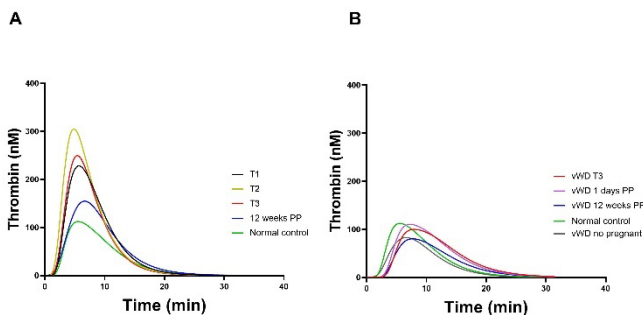 A
B
Thrombin (nM)
400
300
200
100
0
0
10
20
30
40
Time (min)
T1
T2
T3
12 weeks PP
Normal control
Thrombin (nM)
400
300
200
100
0
0
10
20
30
40
Time (min)
vWD T3
vWD 1 days PP
vWD 12 weoks PP
Normal control
vWD no pregnant